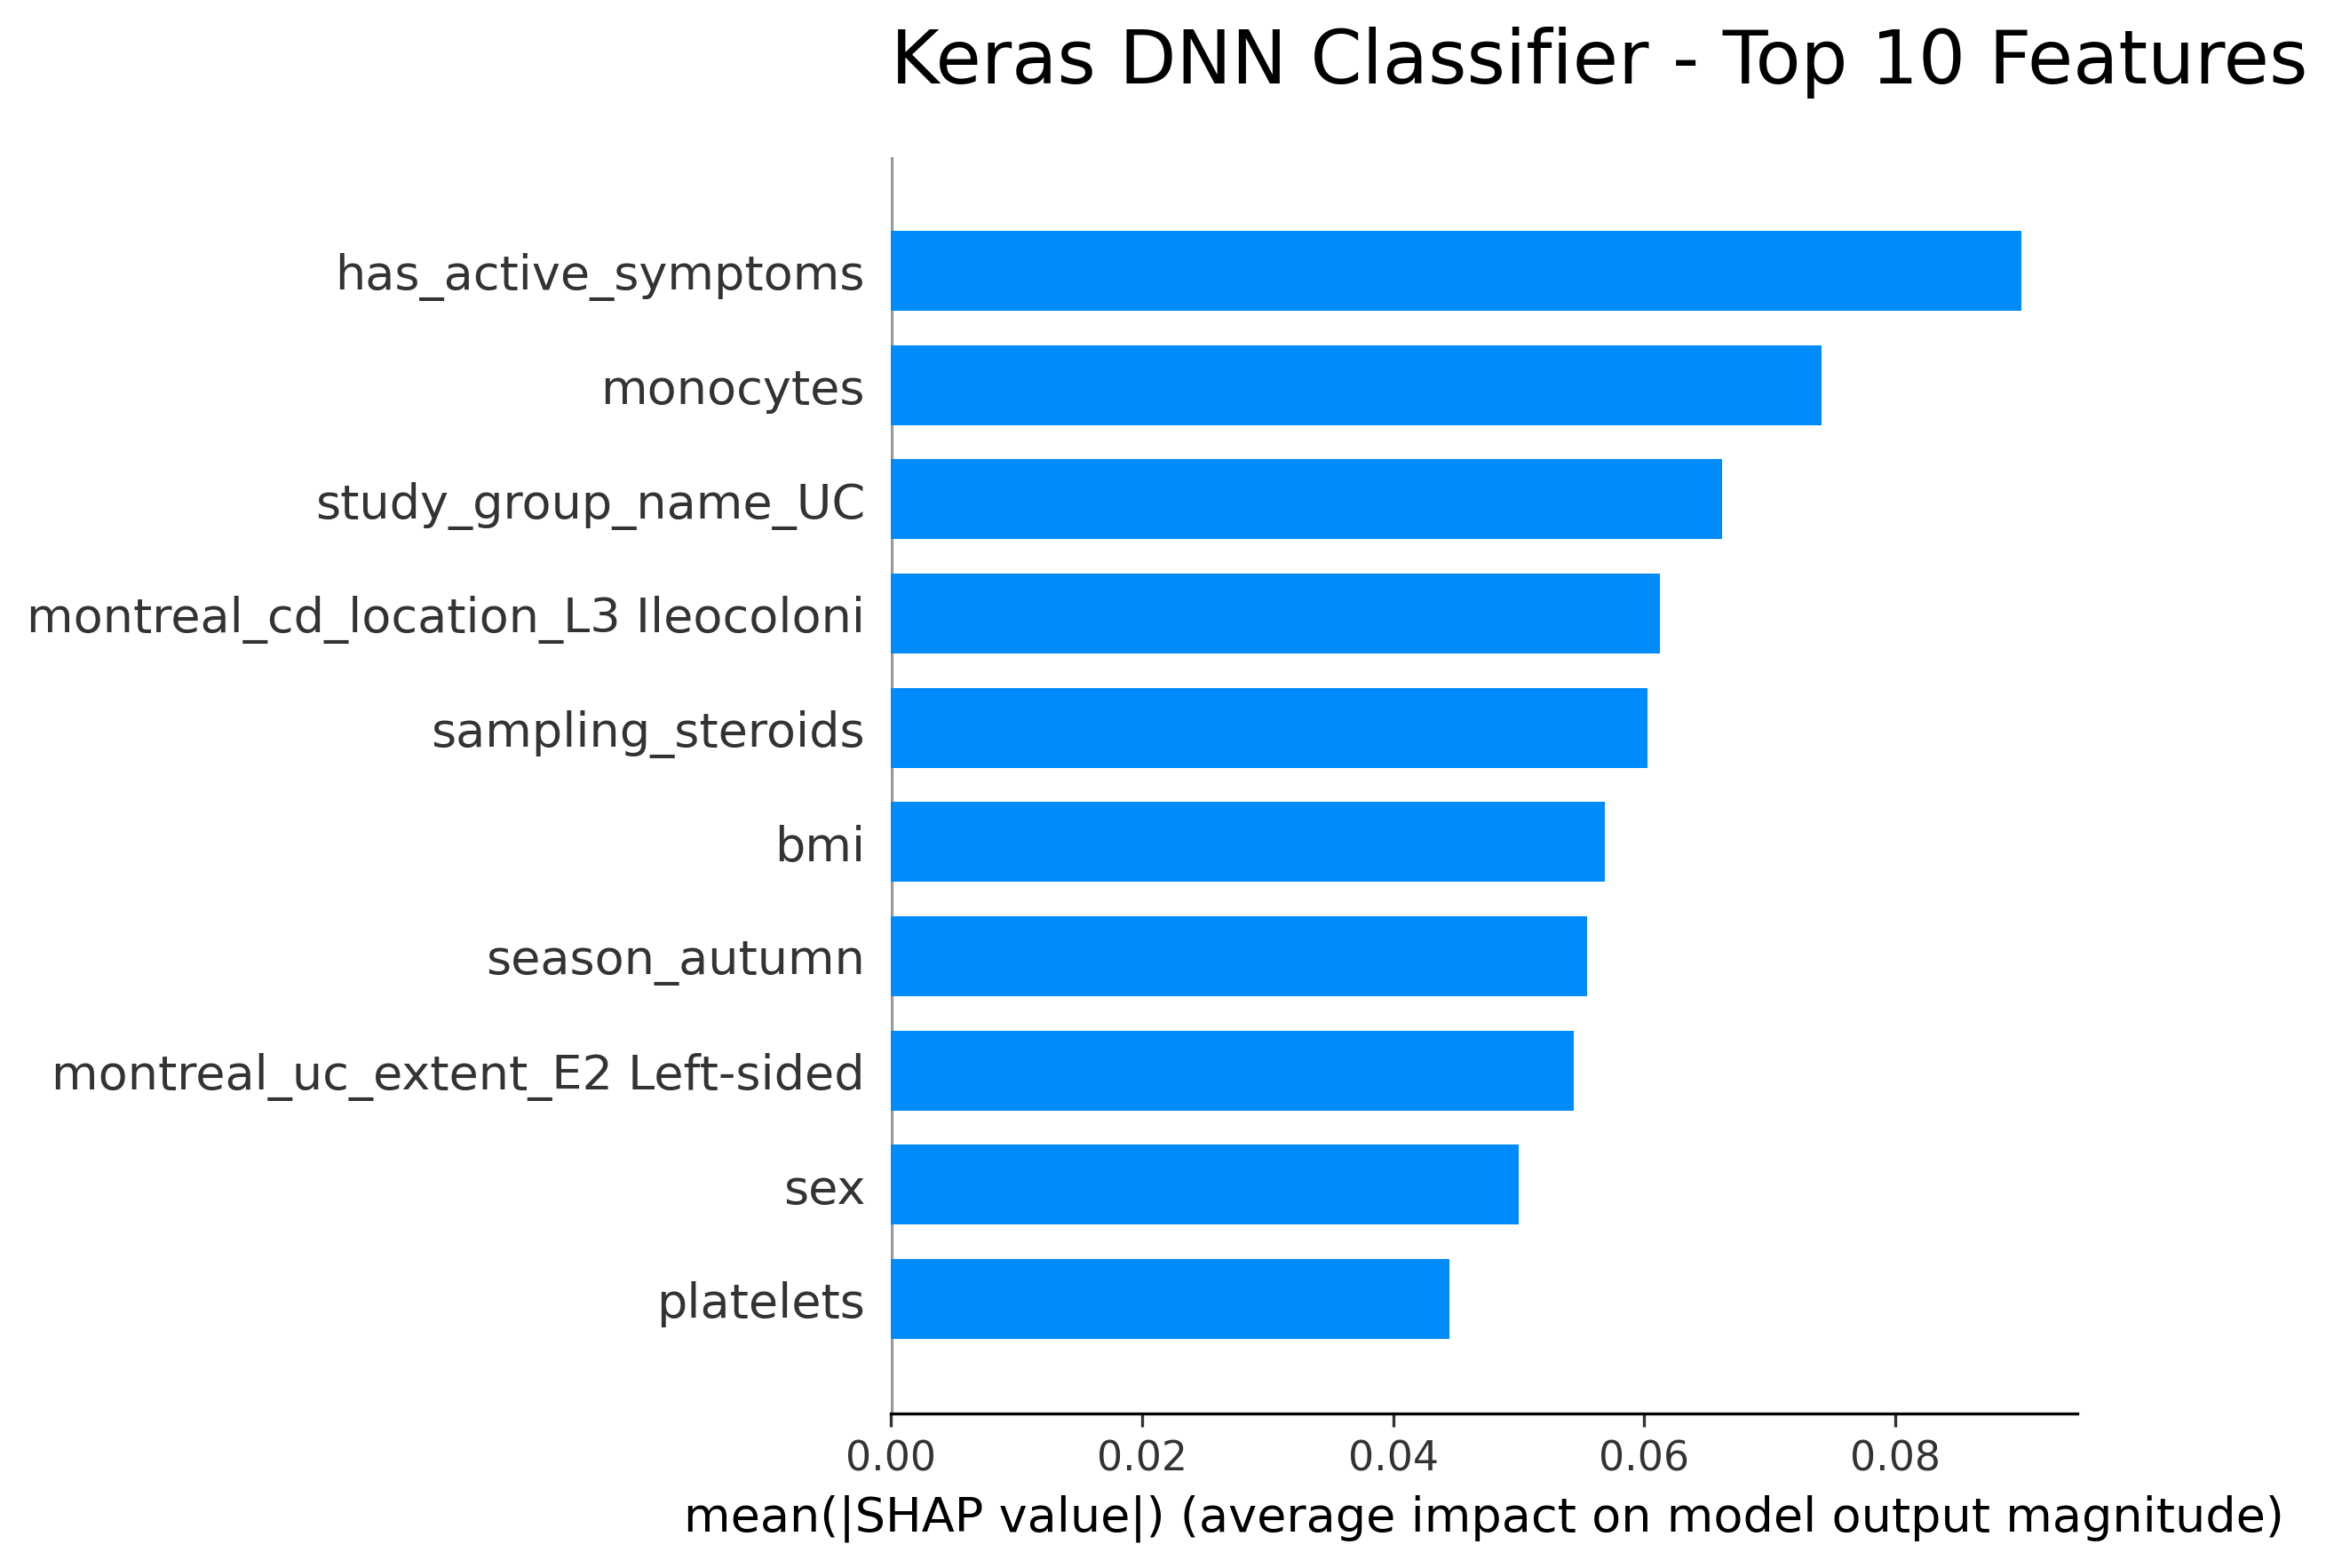 Keras DNN Classifier - Top 10 Features
has_active_symptoms
monocytes
study_group_name_UC
montreal_cd_location_L3 Ileocoloni
sampling_steroids
bmi
season_autumn
montreal_uc_extent_E2 Left-sided
sex
platelets
0.00 0.02 0.04 0.06 0.08
mean(|SHAP value|) (average impact on model output magnitude)